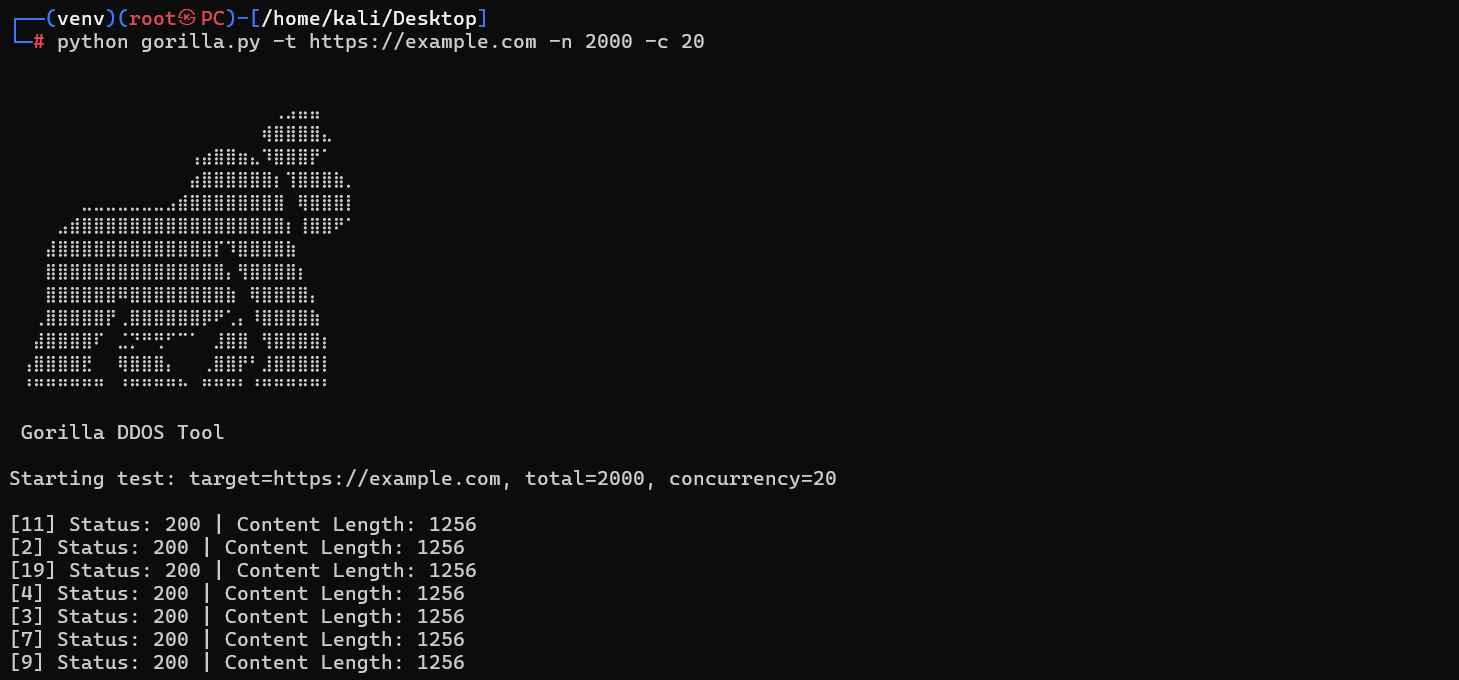 ┌──(venv)(root㉿PC)-[/home/kali/Desktop]
└─# python gorilla.py -t https://example.com -n 2000 -c 20
Gorilla DDOS Tool
Starting test: target=https://example.com, total=2000, concurrency=20
[11] Status: 200 | Content Length: 1256
[2] Status: 200 | Content Length: 1256
[19] Status: 200 | Content Length: 1256
[4] Status: 200 | Content Length: 1256
[3] Status: 200 | Content Length: 1256
[7] Status: 200 | Content Length: 1256
[9] Status: 200 | Content Length: 1256